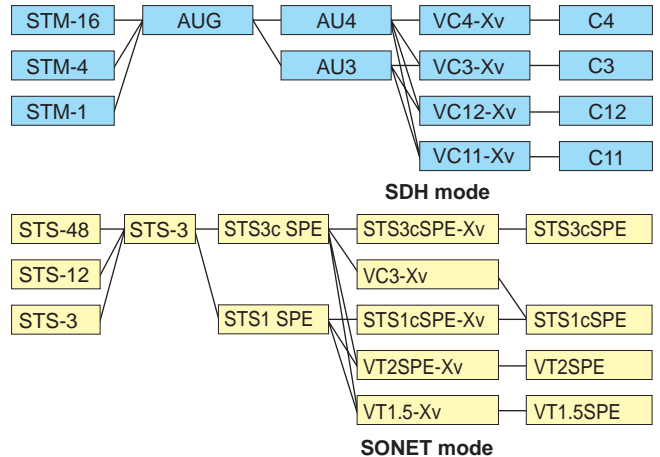 STM-16 AUG AU4 VC4-Xv C4
STM-4 AU3 VC3-Xv C3
STM-1 VC12-Xv C12
VC11-Xv C11
SDH mode
STS-48 STS-3 STS3c SPE STS3cSPE-Xv STS3cSPE
STS-12 VC3-Xv
STS-3 STS1 SPE STS1cSPE-Xv STS1cSPE
VT2SPE-Xv VT2SPE
VT1.5-Xv VT1.5SPE
SONET mode